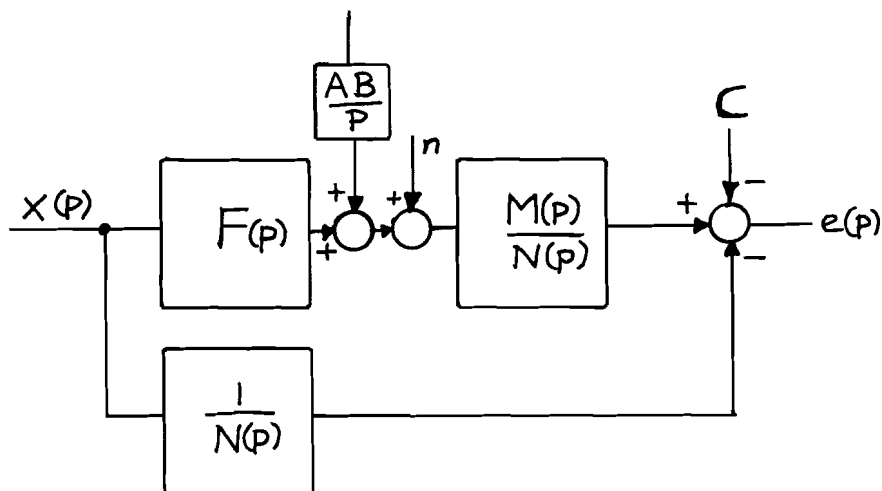 AB
P
n
C
X(P)
+
+
+
-
+
F(P)
M(P)
N(P)
e(P)
+
-
1
N(P)